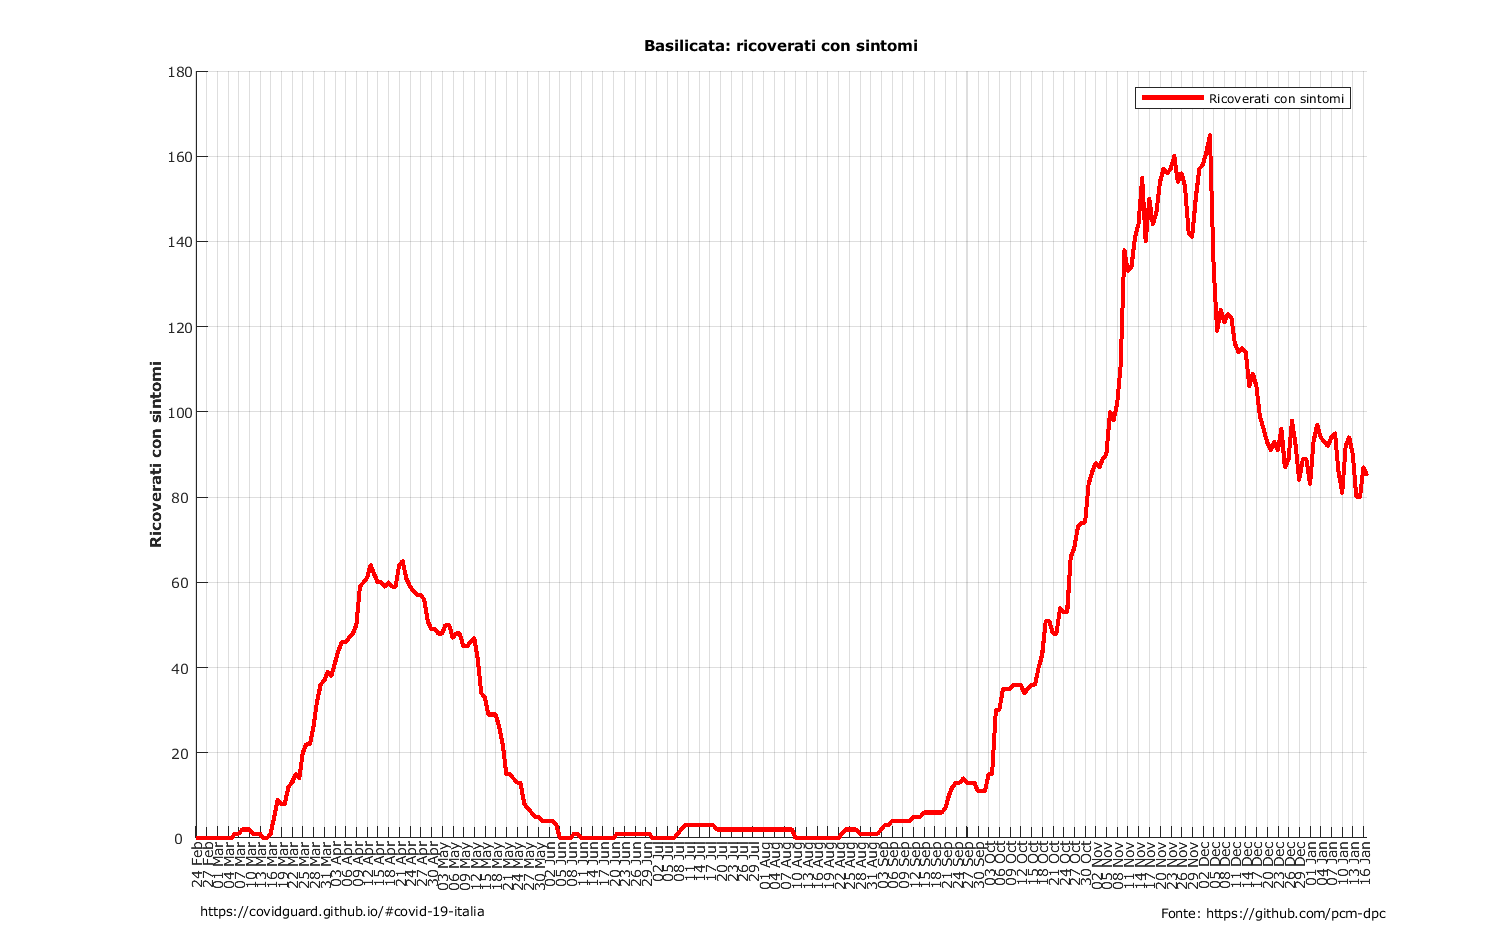 Basilicata: ricoverati con sintomi
Ricoverati con sintomi
Ricoverati con sintomi
180
160
140
120
100
80
60
40
20
0
24 Feb
27 Feb
01 Mar
04 Mar
07 Mar
10 Mar
13 Mar
16 Mar
19 Mar
22 Mar
25 Mar
28 Mar
31 Mar
03 Apr
06 Apr
09 Apr
12 Apr
15 Apr
18 Apr
21 Apr
24 Apr
27 Apr
30 Apr
03 May
06 May
09 May
12 May
15 May
18 May
21 May
24 May
27 May
30 May
02 Jun
05 Jun
08 Jun
11 Jun
14 Jun
17 Jun
20 Jun
23 Jun
26 Jun
29 Jun
02 Jul
05 Jul
08 Jul
11 Jul
14 Jul
17 Jul
20 Jul
23 Jul
26 Jul
29 Jul
01 Aug
04 Aug
07 Aug
10 Aug
13 Aug
16 Aug
19 Aug
22 Aug
25 Aug
28 Aug
31 Aug
03 Sep
06 Sep
09 Sep
12 Sep
15 Sep
18 Sep
21 Sep
24 Sep
27 Sep
30 Sep
03 Oct
06 Oct
09 Oct
12 Oct
15 Oct
18 Oct
21 Oct
24 Oct
27 Oct
30 Oct
02 Nov
05 Nov
08 Nov
11 Nov
14 Nov
17 Nov
20 Nov
23 Nov
26 Nov
29 Nov
02 Dec
05 Dec
08 Dec
11 Dec
14 Dec
17 Dec
20 Dec
23 Dec
26 Dec
29 Dec
01 Jan
04 Jan
07 Jan
10 Jan
13 Jan
16 Jan
https://covidguard.github.io/#covid-19-italia
Fonte: https://github.com/pcm-dpc